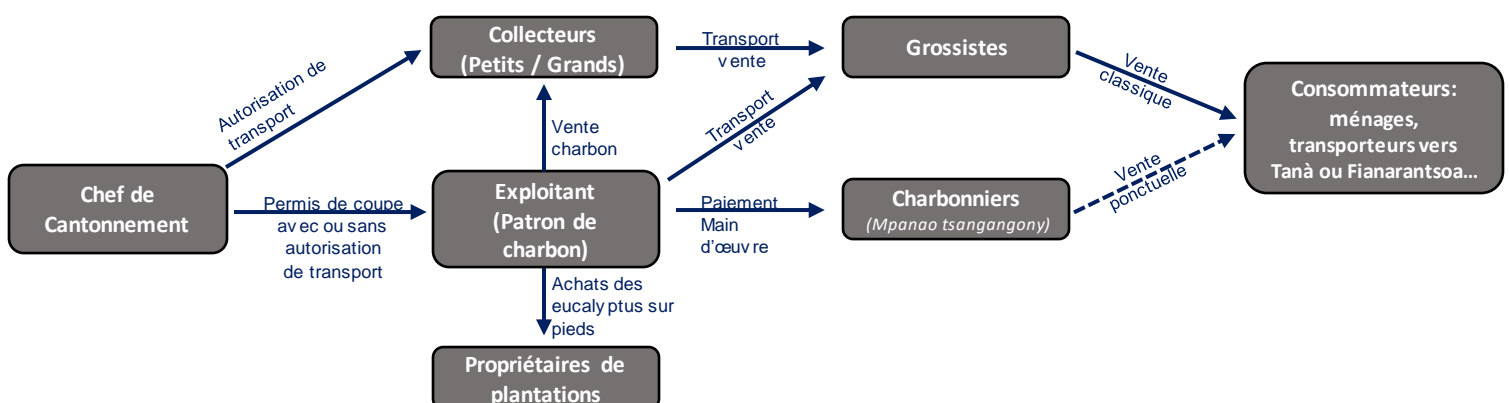 Collecteurs
(Petits / Grands)
Transport
vente
Grossistes
Vente
classique
Consommateurs:
ménages,
transporteurs vers
Tanà ou Fianarantsoa...
Autorisation de
transport
Vente
charbon
Transport
vente
Chef de
Cantonnement
Permis de coupe
avec ou sans
autorisation
de transport
Exploitant
(Patron de
charbon)
Paiement
Main
d'œuvre
Charbonniers
(Mpanao tsangangony)
Vente
ponctuelle
Achats des
eucalyptus sur
pieds
Propriétaires de
plantations